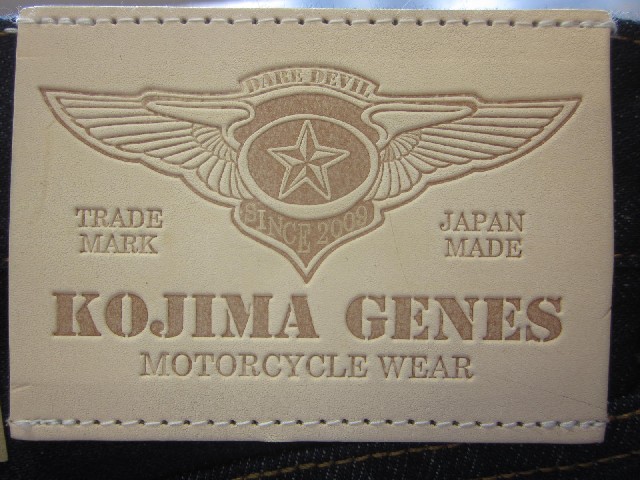 DARE DEVIL
SINCE 2009
TRADE MARK
JAPAN MADE
KOJIMA GENES
MOTORCYCLE WEAR